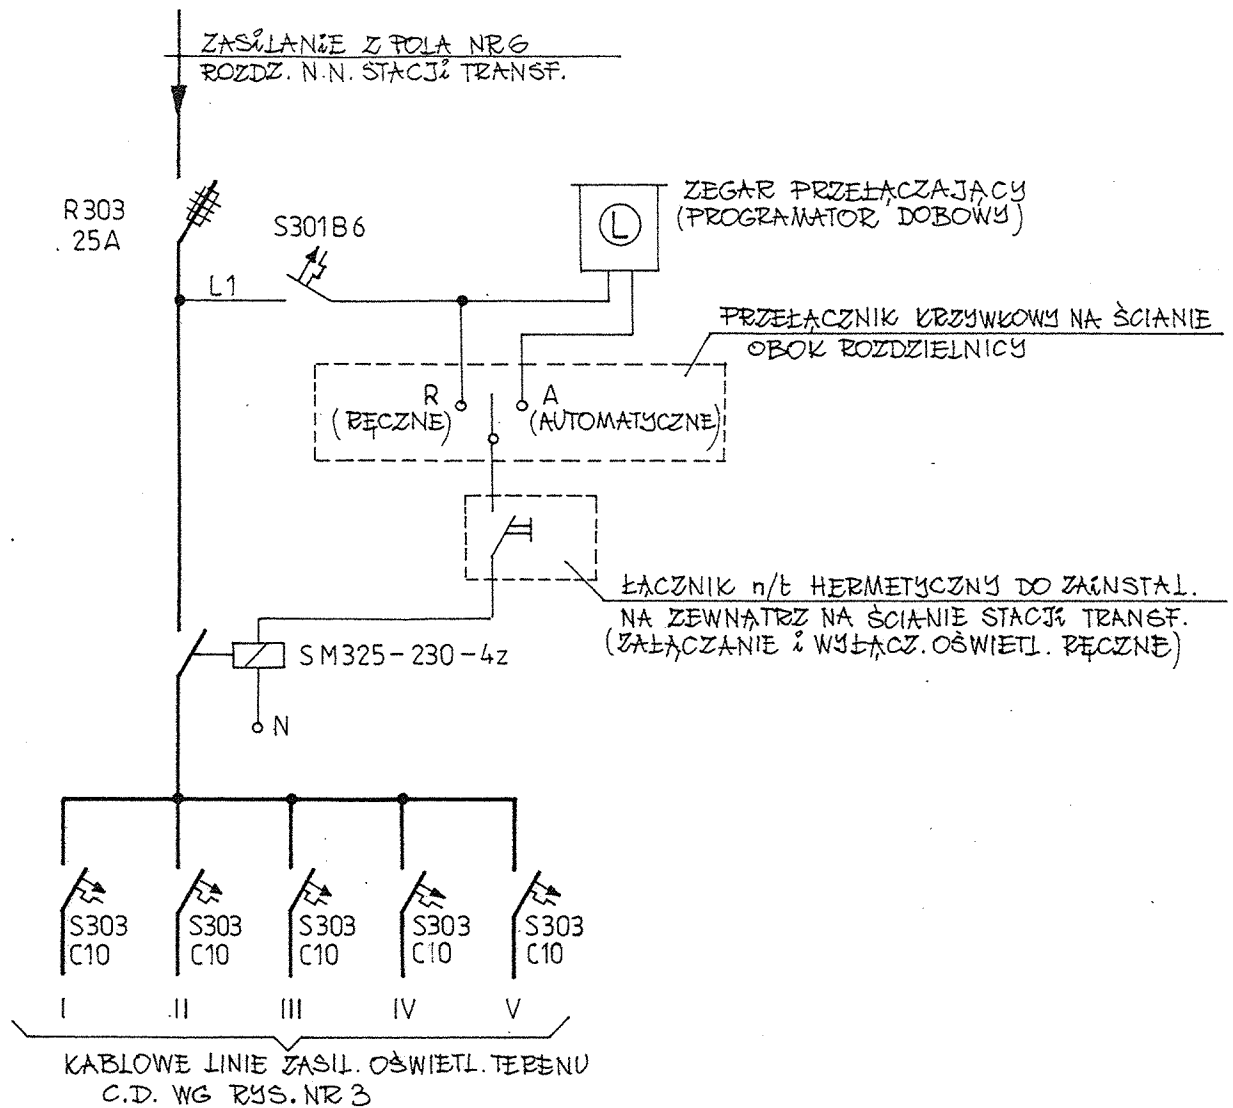 ZASiLANiE Z POLA NR 6
ROZDZ. N.N. STACJi TRANSF.
R303
25A
S301B6
L1
L
ZEGAR PRZEŁĄCZAJĄCY
(PROGRAMATOR DOBOWY)
PRZEŁĄCZNIK KRZYWKOWY NA ŚCIANIE
OBOK ROZDZIELNICY
R
(RĘCZNE)
A
(AUTOMATYCZNE)
ŁĄCZNIK n/t HERMETYCZNY DO ZAiNSTAL.
NA ZEWNĄTRZ NA ŚCIANIE STACJi TRANSF.
(ZAŁĄCZANIE i WYŁĄCZ. OŚWIETL. RĘCZNE)
SM325-230-4z
N
S303
C10
S303
C10
S303
C10
S303
C10
S303
C10
I
II
III
IV
V
KABLOWE LINIE ZASIL. OŚWIETL. TERENU
C.D. WG RYS. NR 3